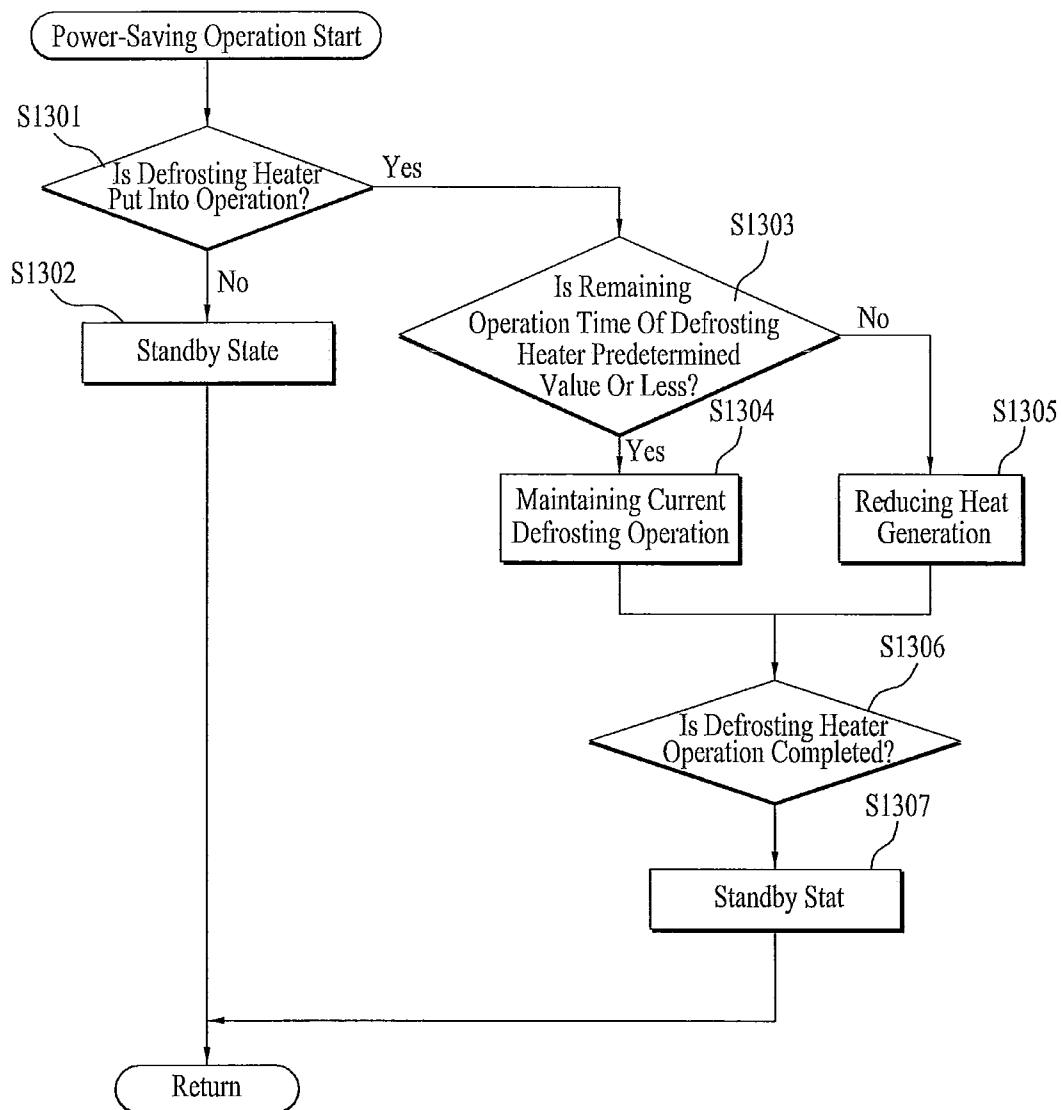 Power-Saving Operation Start
S1301
Is Defrosting Heater
Put Into Operation?
Yes
No
S1302
Standby State
S1303
Is Remaining
Operation Time Of Defrosting
Heater Predetermined
Value Or Less?
No
Yes
S1304
Maintaining Current
Defrosting Operation
S1305
Reducing Heat
Generation
S1306
Is Defrosting Heater
Operation Completed?
S1307
Standby Stat
Return